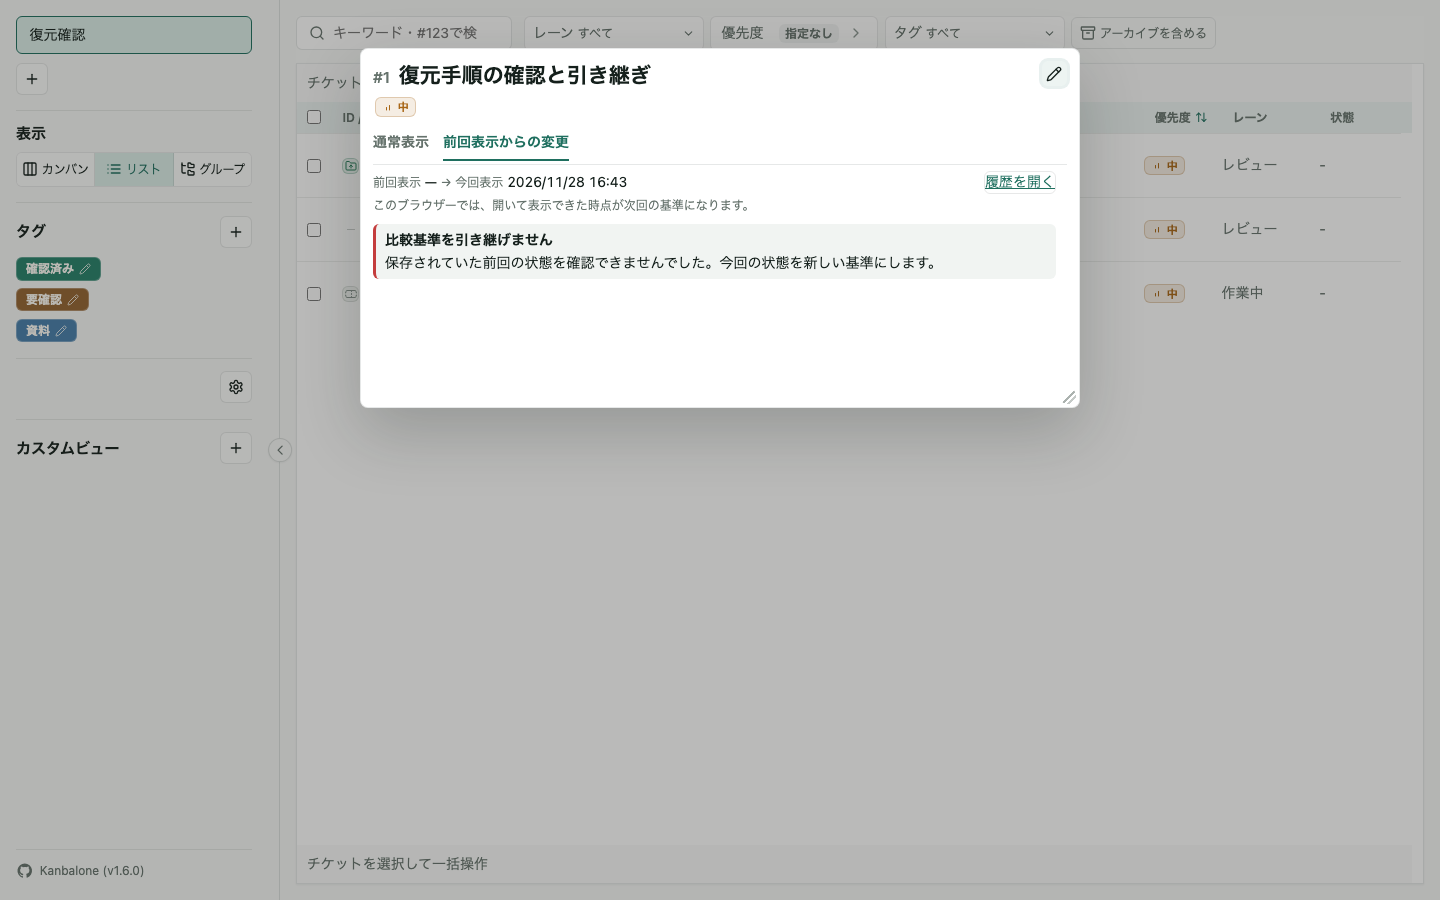 復元確認
表示
カンバン
リスト
グループ
タグ
確認済み
要確認
資料
カスタムビュー
Kanbalone (v1.6.0)
キーワード・#123で検
レーン すべて
優先度 指定なし
タグ すべて
アーカイブを含める
チケット
ID /
優先度
レーン
状態
中
レビュー
-
中
レビュー
-
中
作業中
-
チケットを選択して一括操作
#1 復元手順の確認と引き継ぎ
中
通常表示
前回表示からの変更
前回表示 — → 今回表示 2026/11/28 16:43
履歴を開く
このブラウザーでは、開いて表示できた時点が次回の基準になります。
比較基準を引き継げません
保存されていた前回の状態を確認できませんでした。今回の状態を新しい基準にします。